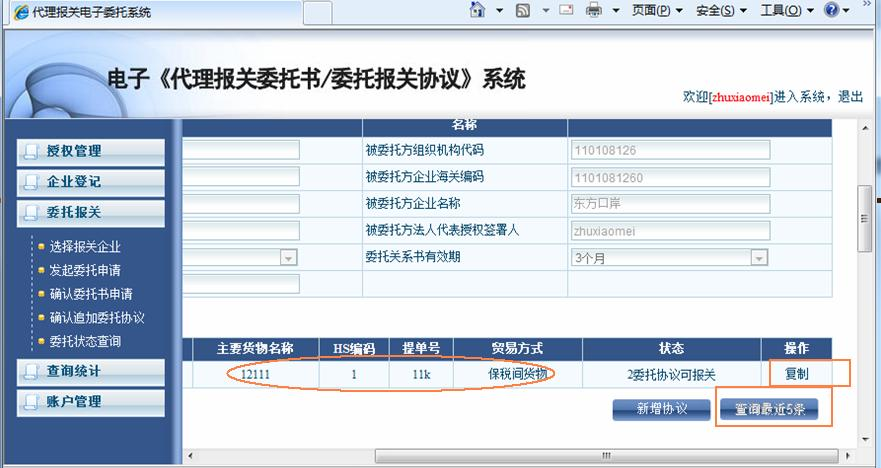 代理报关电子委托系统
页面(P) 安全(S) 工具(O)
电子《代理报关委托书/委托报关协议》系统
欢迎[zhuxiaomei]进入系统，退出
授权管理
企业登记
委托报关
选择报关企业
发起委托申请
确认委托书申请
确认追加委托协议
委托状态查询
查询统计
账户管理
名称
被委托方组织机构代码 110108126
被委托方企业海关编码 1101081260
被委托方企业名称 东方口岸
被委托方法人代表授权签署人 zhuxiaomei
委托关系书有效期 3个月
主要货物名称 HS编码 提单号 贸易方式 状态 操作
12111 1 11k 保税间货物 2委托协议可报关 复制
新增协议 查询最近5条